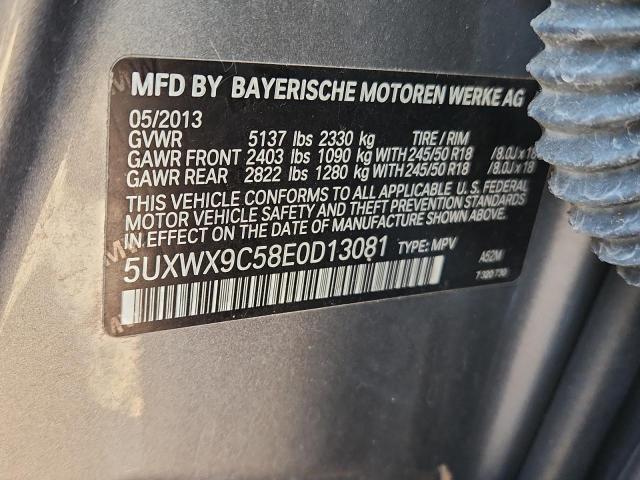 MFD BY BAYERISCHE MOTOREN WERKE AG
05/2013
GVWR 5137 lbs 2330 kg TIRE / RIM
GAWR FRONT 2403 lbs 1090 kg WITH 245/50 R18 /8.0J x 18
GAWR REAR 2822 lbs 1280 kg WITH 245/50 R18 /8.0J x 18
THIS VEHICLE CONFORMS TO ALL APPLICABLE U.S. FEDERAL
MOTOR VEHICLE SAFETY AND THEFT PREVENTION STANDARDS
IN EFFECT ON THE DATE OF MANUFACTURE SHOWN ABOVE.
5UXWX9C58E0D13081 TYPE: MPV A52M
7 320 730